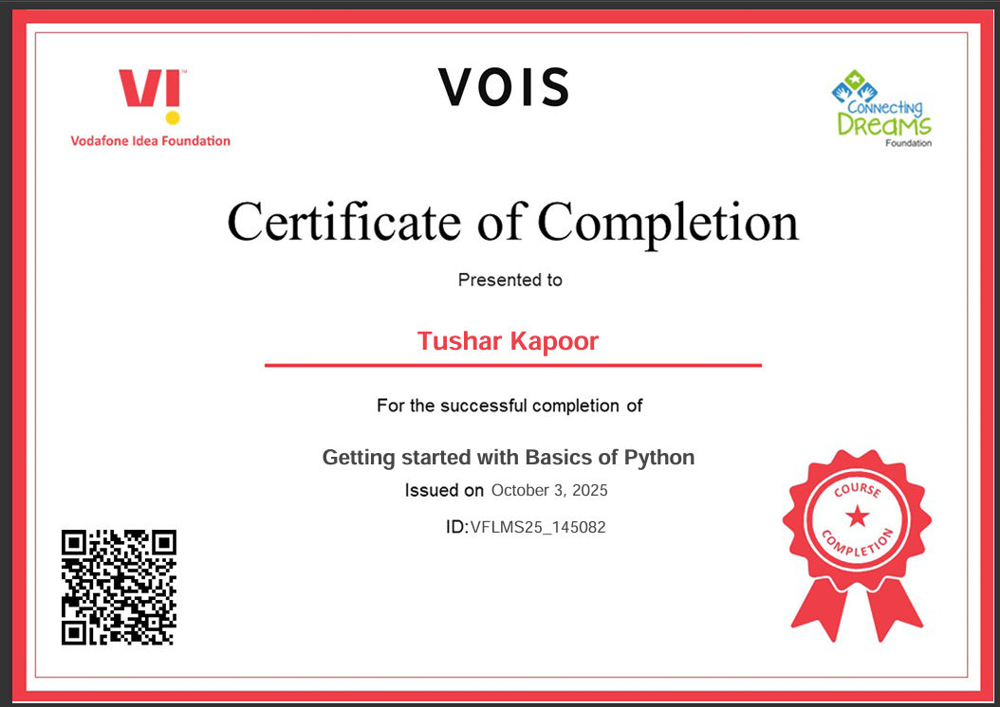 VI™
Vodafone Idea Foundation
VOIS
CONNECTING
DREAMS
Foundation
Certificate of Completion
Presented to
Tushar Kapoor
For the successful completion of
Getting started with Basics of Python
Issued on October 3, 2025
ID:VFLMS25_145082
COURSE
COMPLETION